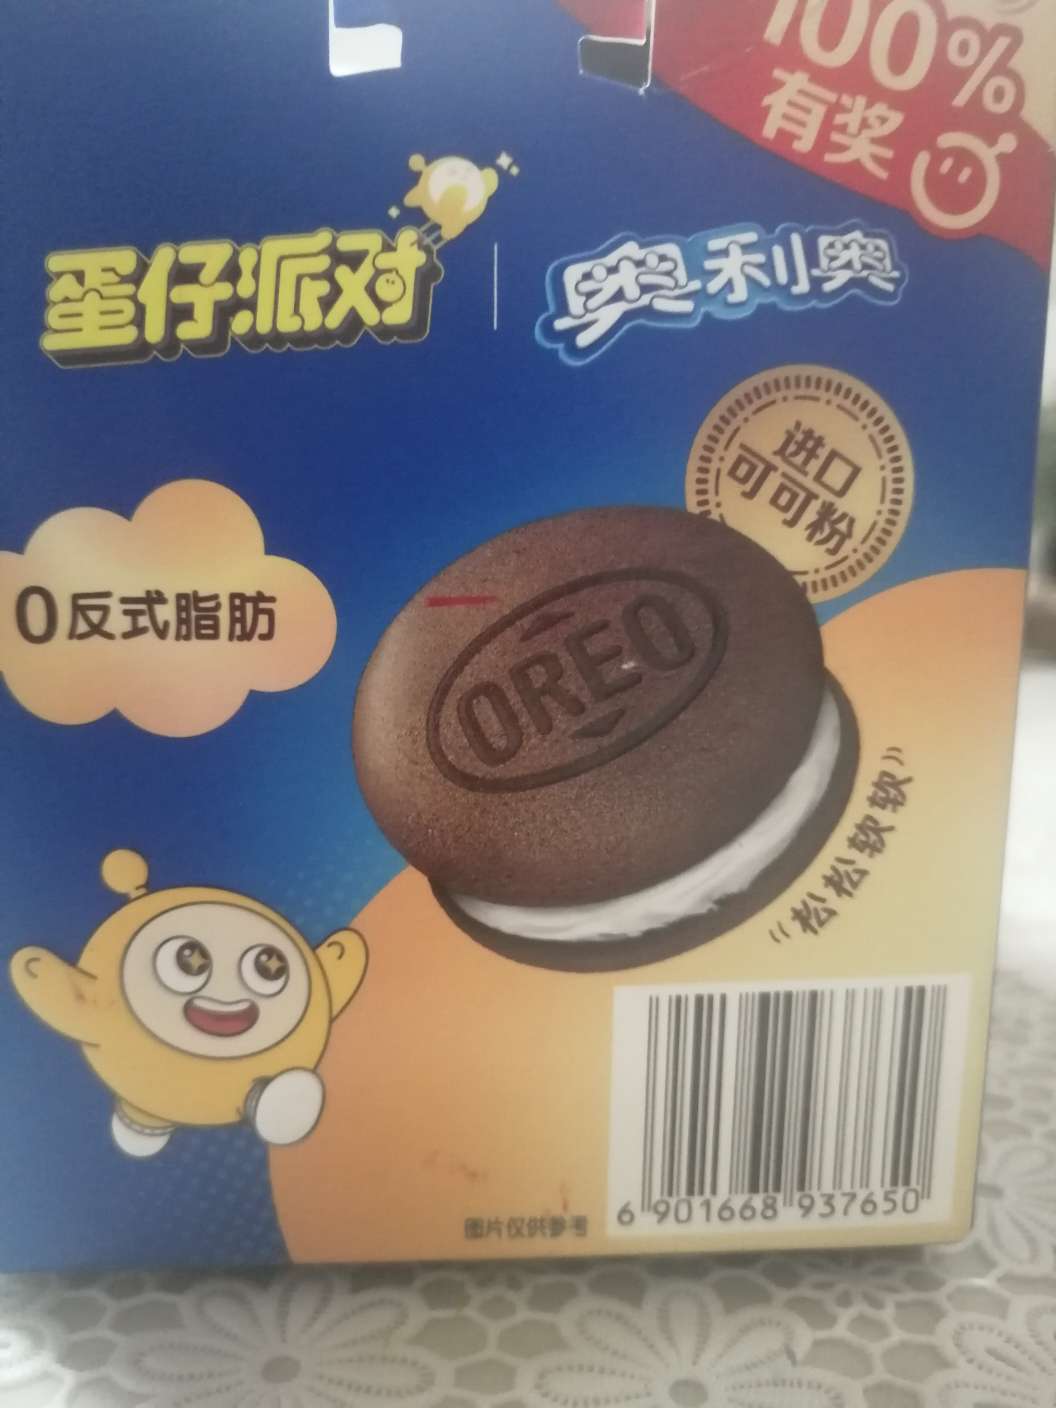 100%
有奖
蛋仔派对
奥利奥
进口
可可粉
0反式脂肪
OREO
"松松软软"
6 901668 937650
图片仅供参考